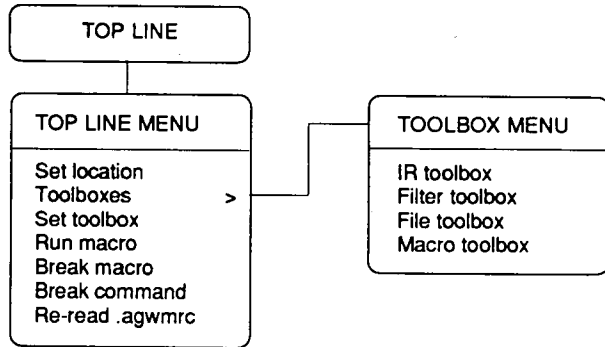 TOP LINE
TOP LINE MENU
Set location
Toolboxes >
Set toolbox
Run macro
Break macro
Break command
Re-read .agwmrc
TOOLBOX MENU
IR toolbox
Filter toolbox
File toolbox
Macro toolbox